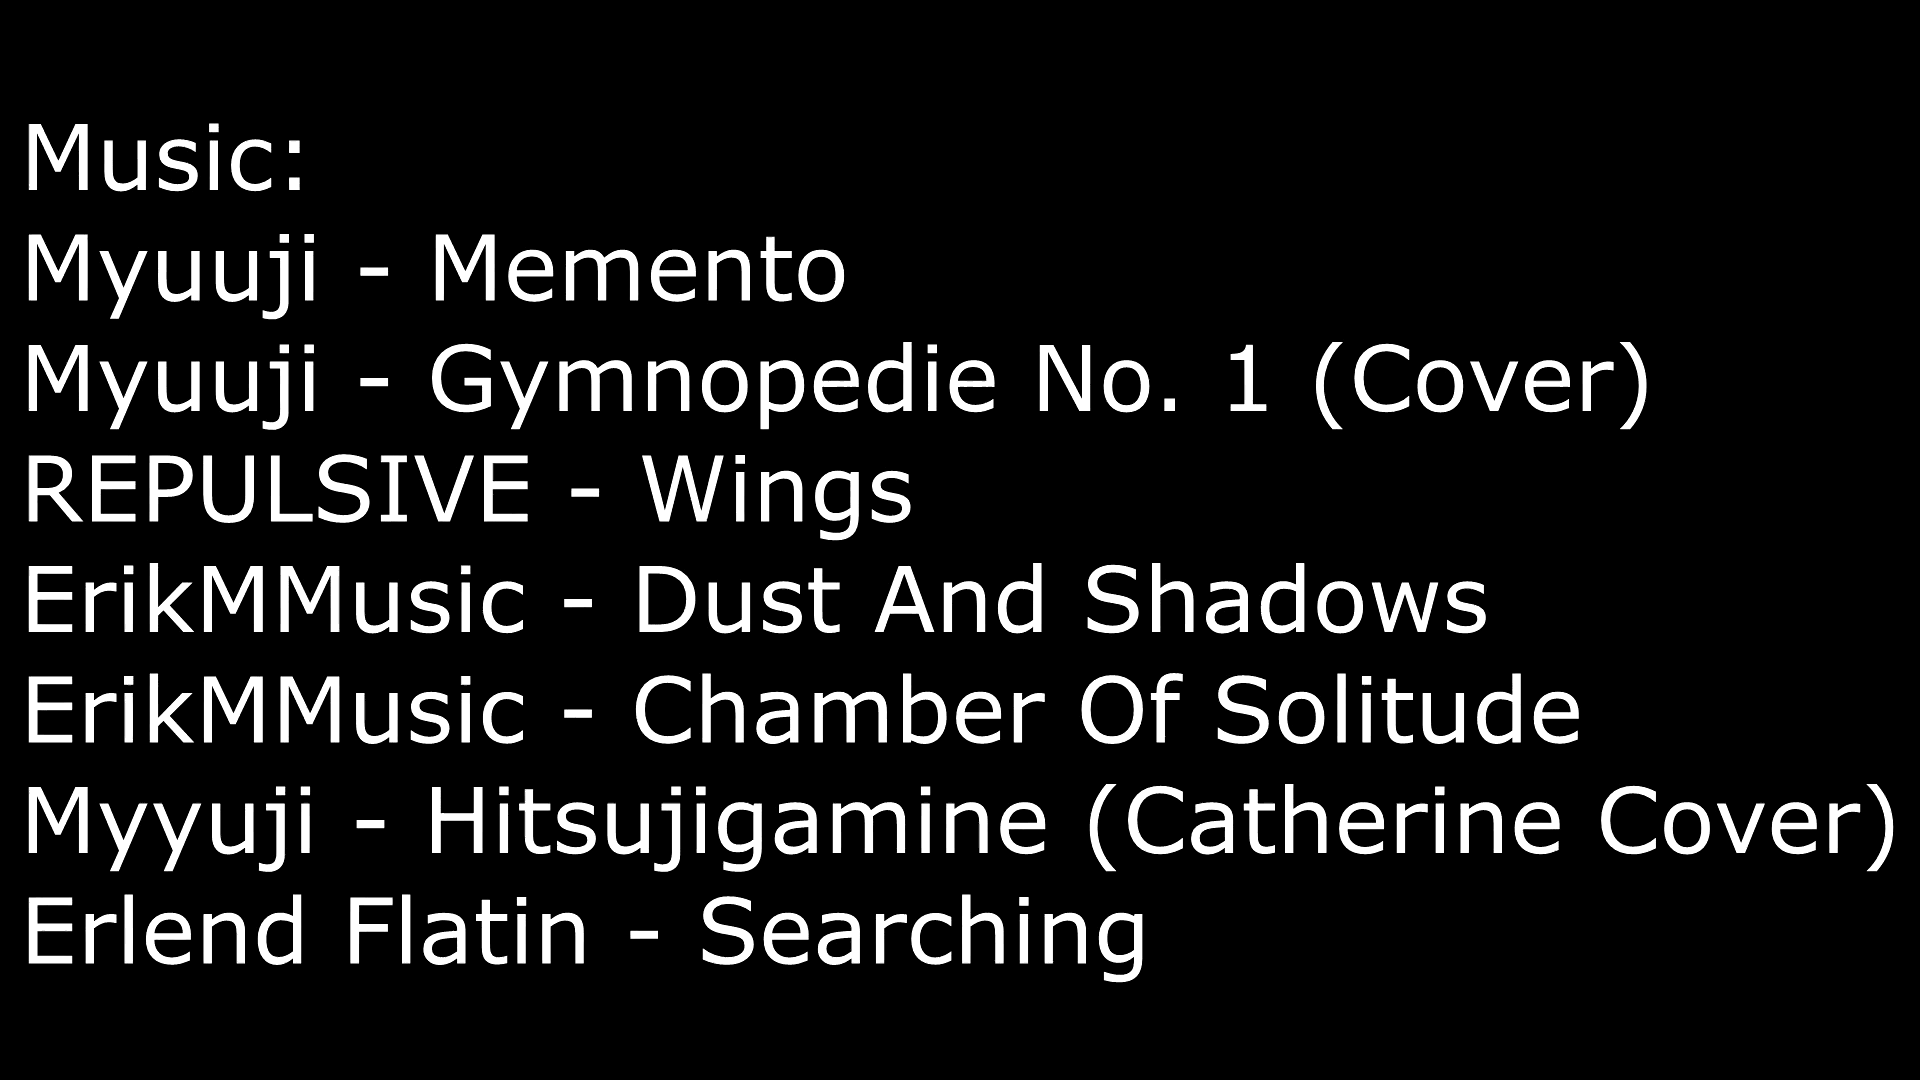 Music:
Myuuji - Memento
Myuuji - Gymnopedie No. 1 (Cover)
REPULSIVE - Wings
ErikMMusic - Dust And Shadows
ErikMMusic - Chamber Of Solitude
Myyuji - Hitsujigamine (Catherine Cover)
Erlend Flatin - Searching